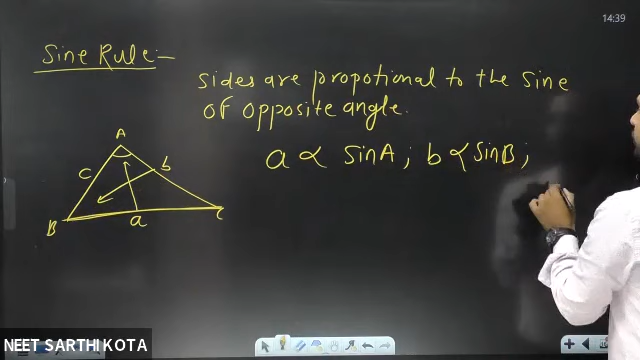 14:39
Sine Rule:-
Sides are propotional to the Sine
of opposite angle.
a ∝ SinA ; b ∝ SinB ;
A
c
b
B
a
C
NEET SARTHI KOTA